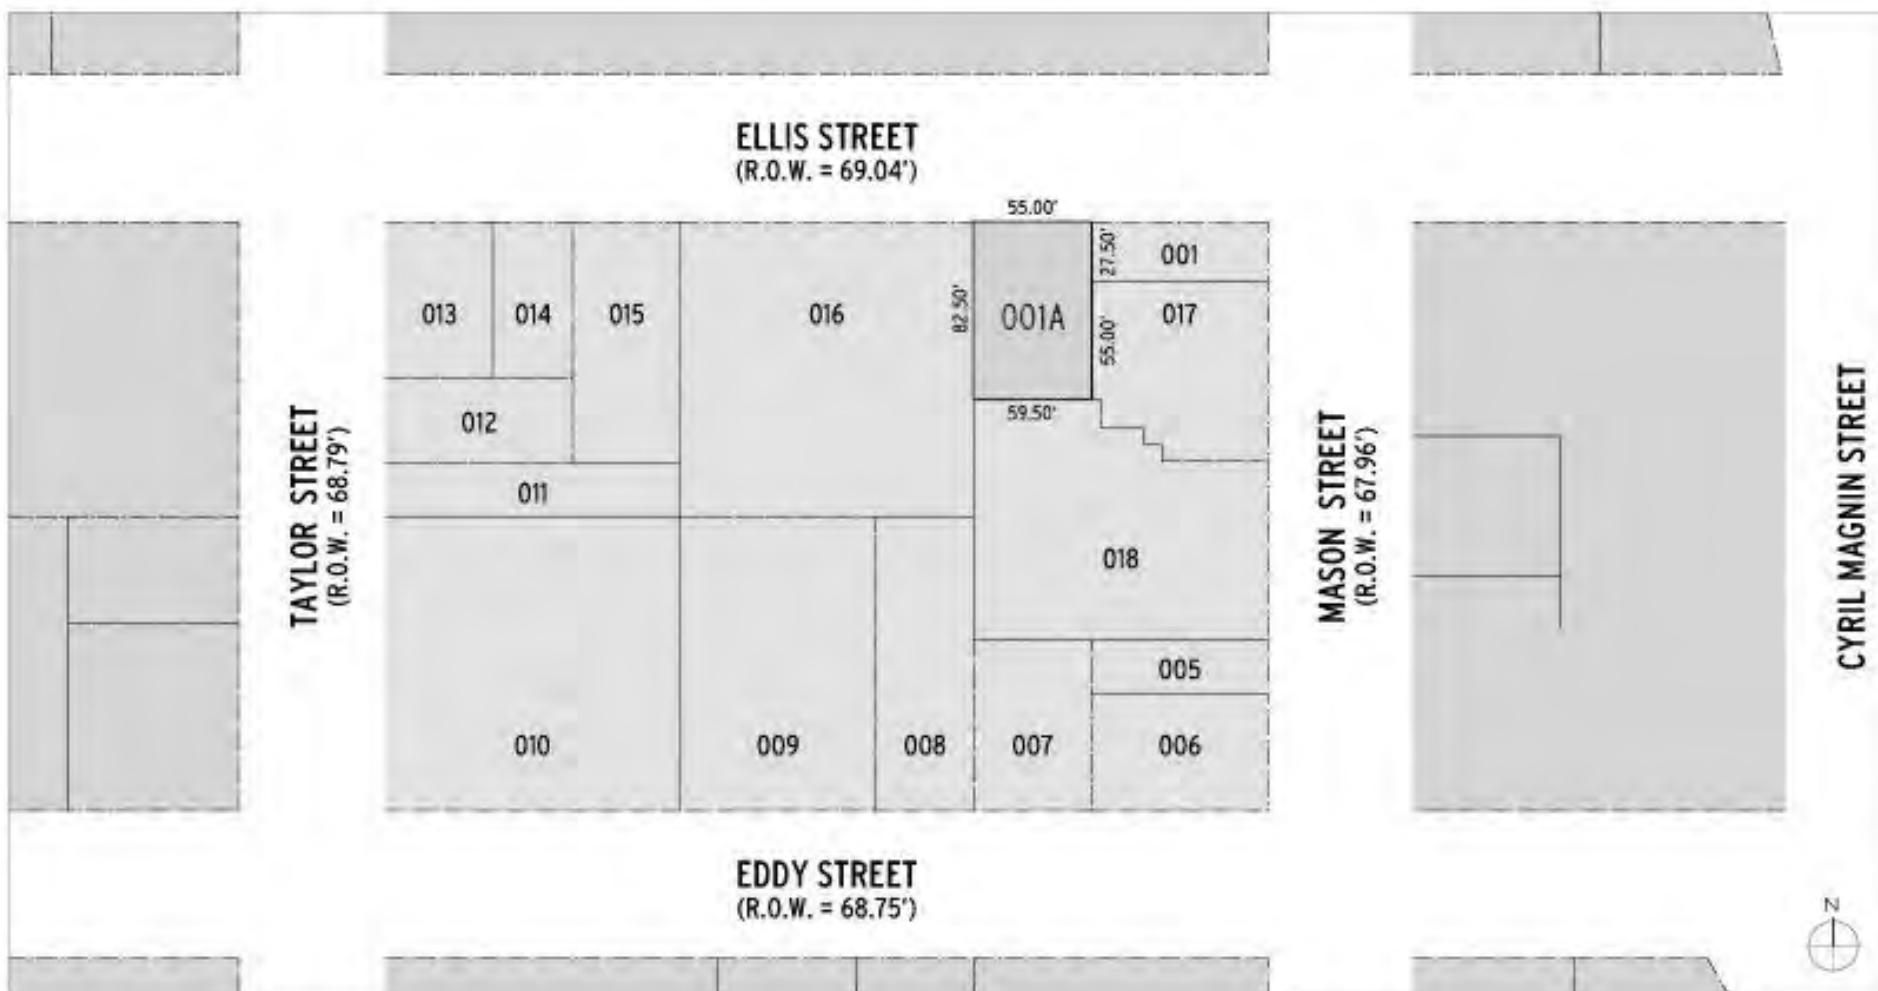 ELLIS STREET
(R.O.W. = 69.04')
55.00'
27.50'
001
013
014
015
016
82.50'
001A
55.00'
017
59.50'
012
011
TAYLOR STREET
(R.O.W. = 68.79')
MASON STREET
(R.O.W. = 67.96')
CYRIL MAGNIN STREET
018
005
010
009
008
007
006
EDDY STREET
(R.O.W. = 68.75')
N